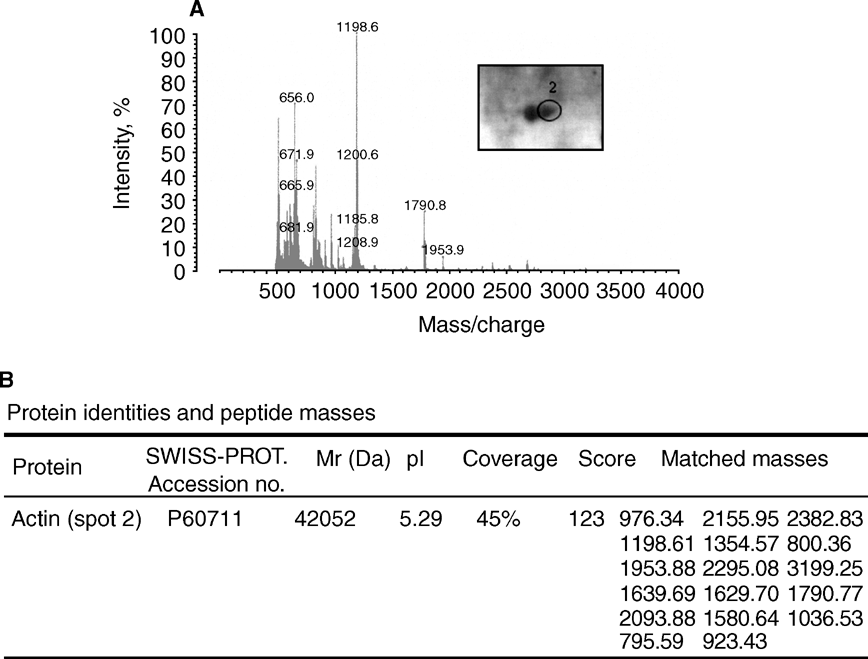 A
100
90
80
70
60
50
40
30
20
10
0
Intensity, %
1198.6
656.0
671.9
1200.6
665.9
1790.8
1185.8
681.9
1208.9
1953.9
2
500 1000 1500 2000 2500 3000 3500 4000
Mass/charge
B
Protein identities and peptide masses
Protein SWISS-PROT. Accession no. Mr (Da) pI Coverage Score Matched masses
Actin (spot 2) P60711 42052 5.29 45% 123 976.34 2155.95 2382.83
1198.61 1354.57 800.36
1953.88 2295.08 3199.25
1639.69 1629.70 1790.77
2093.88 1580.64 1036.53
795.59 923.43